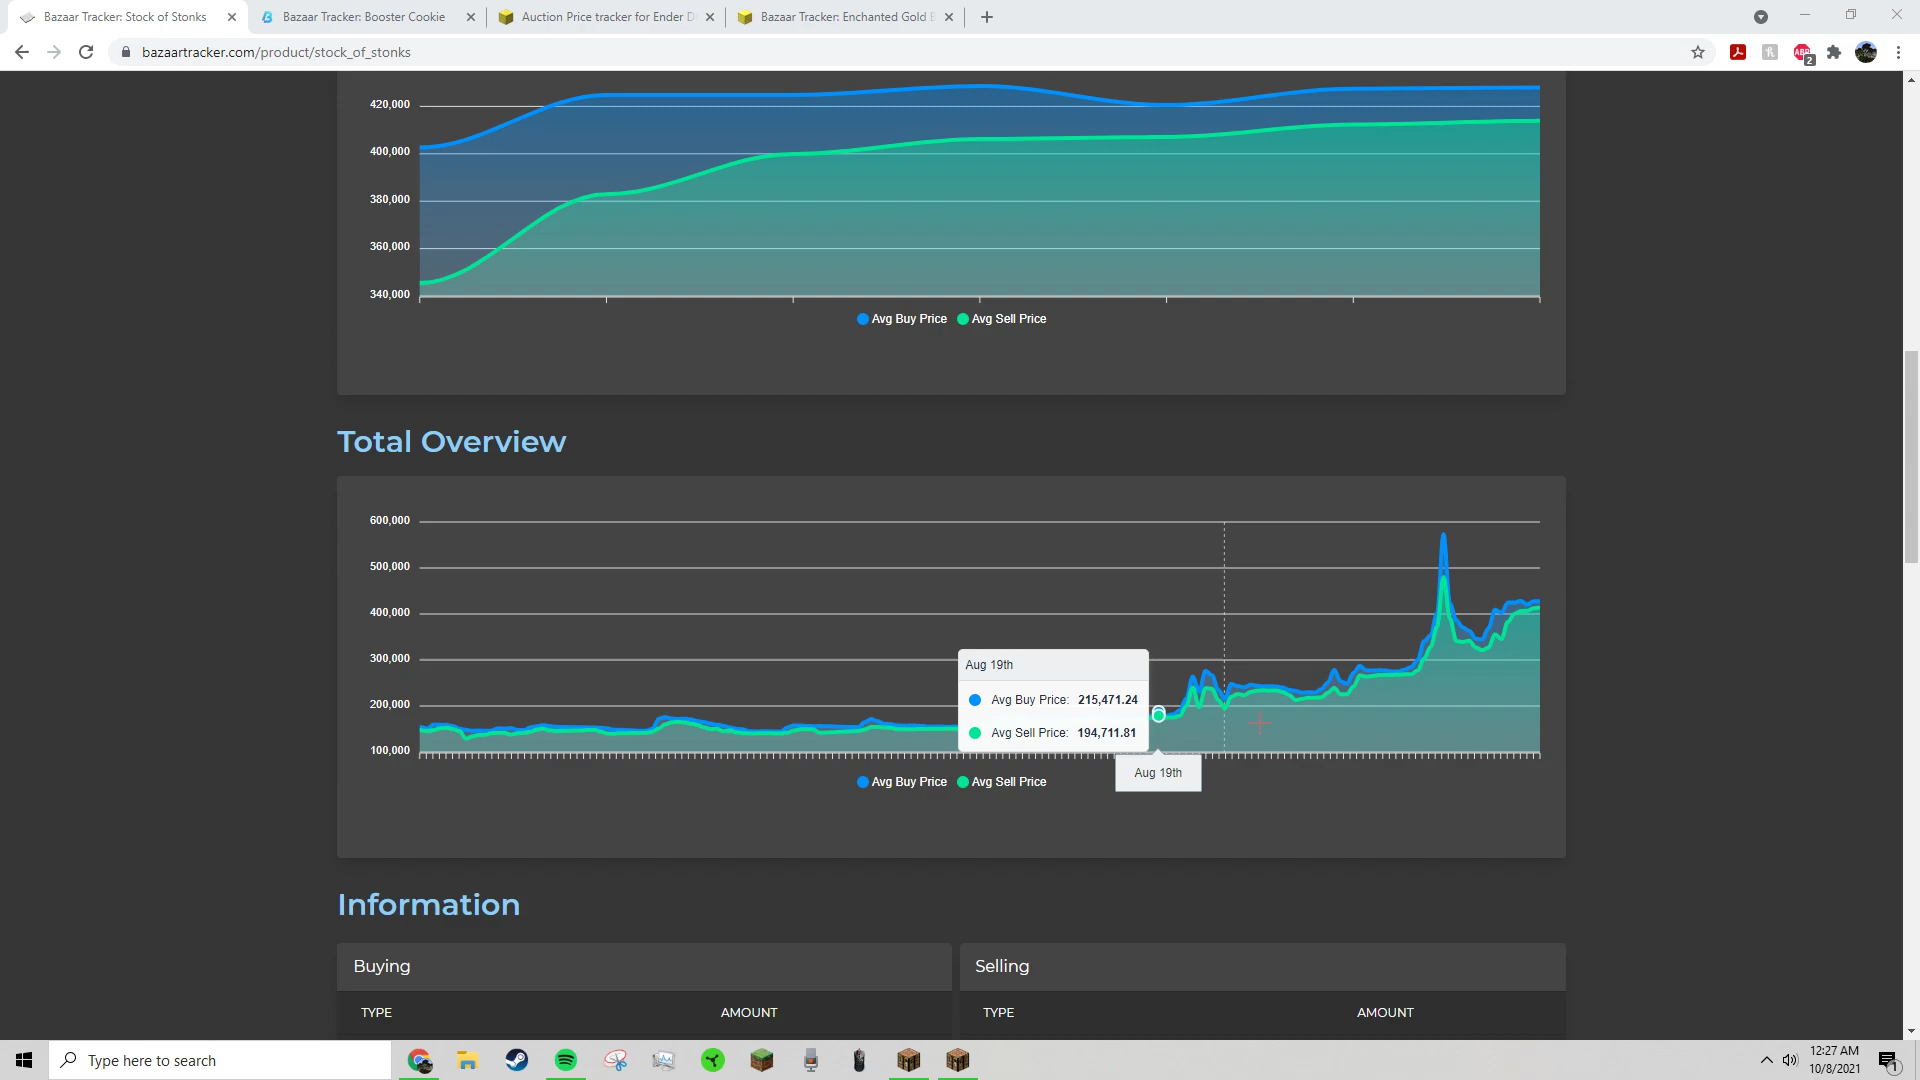 Bazaar Tracker: Stock of Stonks
Bazaar Tracker: Booster Cookie
Auction Price tracker for Ender D
Bazaar Tracker: Enchanted Gold
bazaartracker.com/product/stock_of_stonks
ABP
2
420,000
400,000
380,000
360,000
340,000
Avg Buy Price
Avg Sell Price
Total Overview
600,000
500,000
400,000
300,000
200,000
100,000
Aug 19th
Avg Buy Price: 215,471.24
Avg Sell Price: 194,711.81
Aug 19th
Avg Buy Price
Avg Sell Price
Information
Buying
Selling
TYPE
AMOUNT
TYPE
AMOUNT
Type here to search
12:27 AM
10/8/2021
1